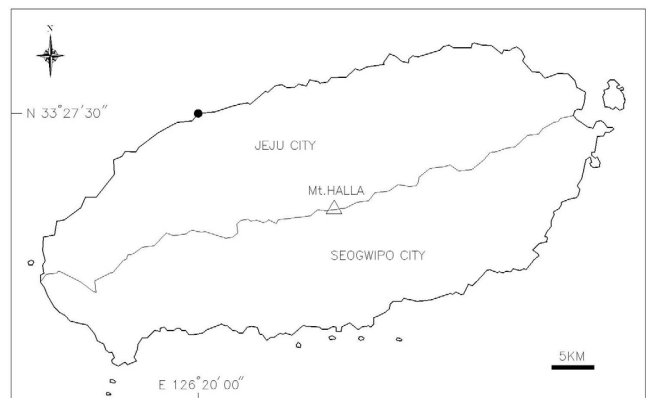 N
N 33°27'30"
JEJU CITY
Mt.HALLA
SEOGWIPO CITY
5KM
E 126°20'00"